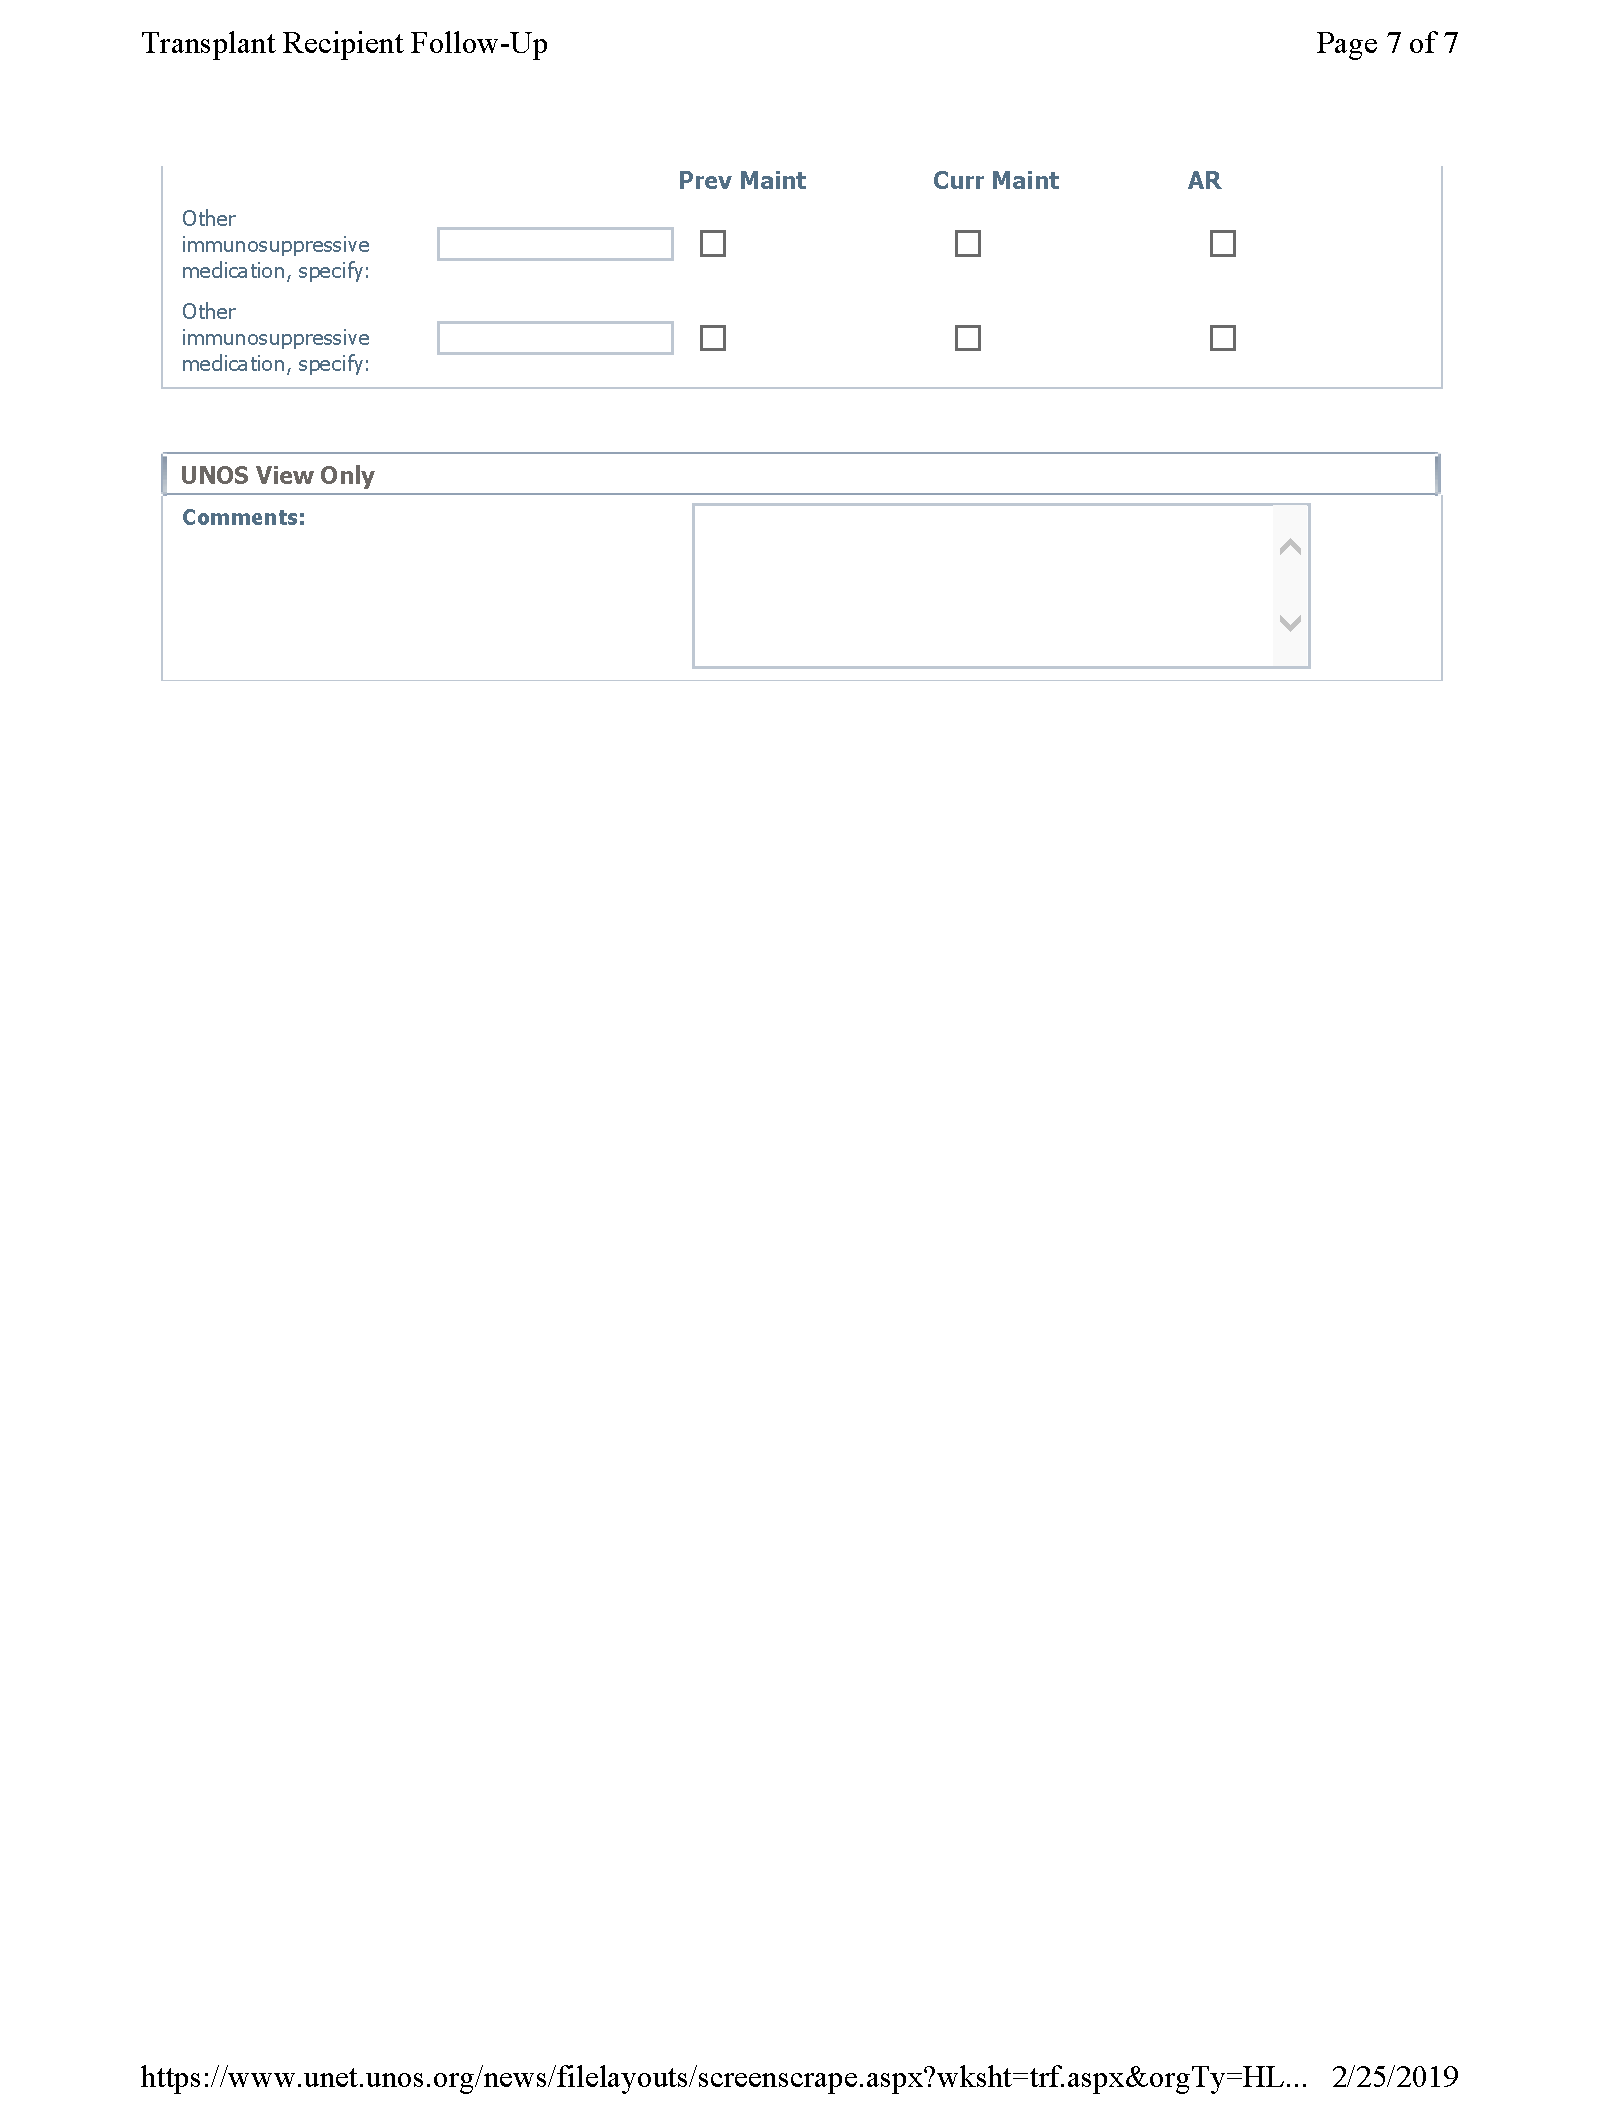 Transplant Recipient Follow-Up Page 7 of 7
Prev Maint Curr Maint AR
Other
immunosuppressive
medication, specify:
Other
immunosuppressive
medication, specify:
UNOS View Only
Comments:
https://www.unet.unos.org/news/filelayouts/screenscrape.aspx?wksht=trf.aspx&orgTy=HL... 2/25/2019